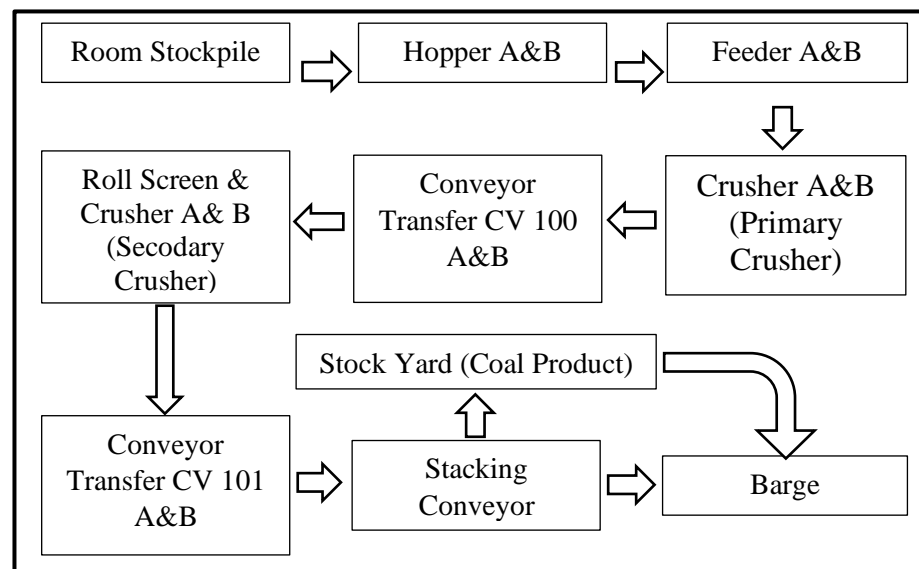 Room Stockpile
Hopper A&B
Feeder A&B
Crusher A&B
(Primary
Crusher)
Conveyor
Transfer CV 100
A&B
Roll Screen &
Crusher A& B
(Secodary
Crusher)
Conveyor
Transfer CV 101
A&B
Stacking
Conveyor
Stock Yard (Coal Product)
Barge